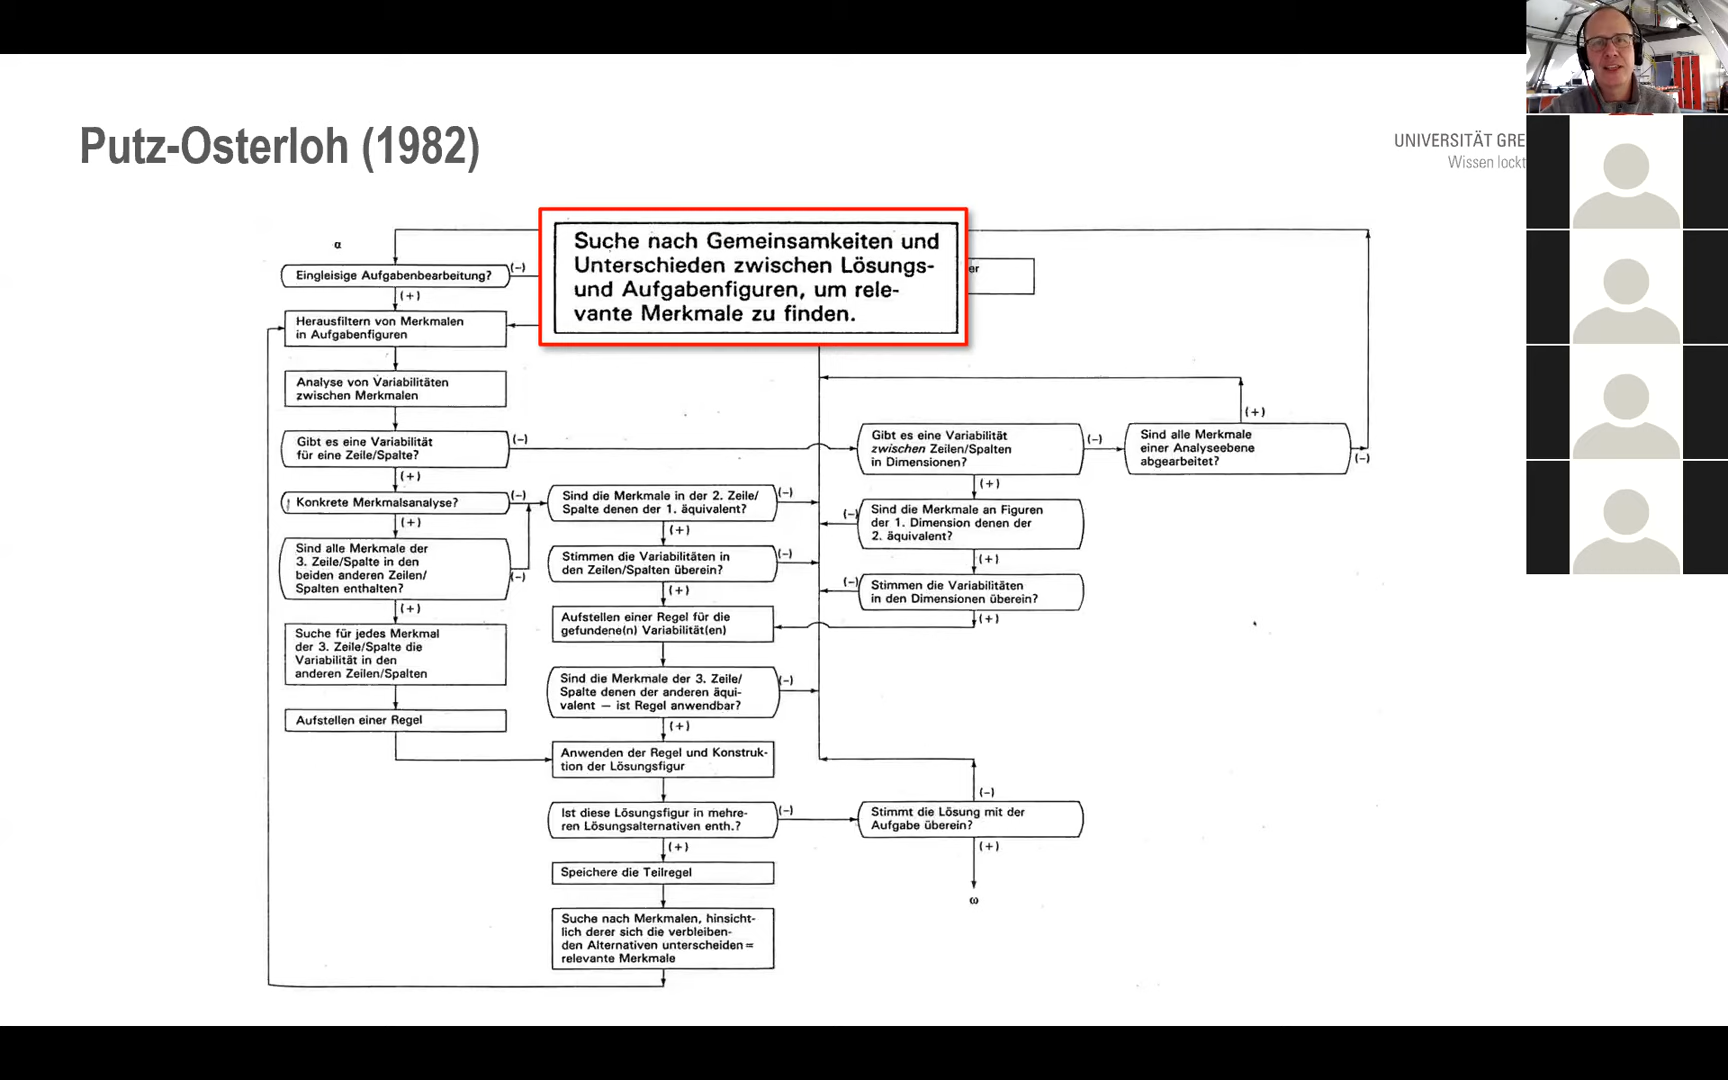 Putz-Osterloh (1982)
UNIVERSITÄT GRE
Wissen lockt
α
Eingleisige Aufgabenbearbeitung?
(-)
(+)
Suche nach Gemeinsamkeiten und
Unterschieden zwischen Lösungs-
und Aufgabenfiguren, um rele-
vante Merkmale zu finden.
er
Herausfiltern von Merkmalen
in Aufgabenfiguren
Analyse von Variabilitäten
zwischen Merkmalen
Gibt es eine Variabilität
für eine Zeile/Spalte?
(-)
(+)
Konkrete Merkmalsanalyse?
(-)
(+)
Sind alle Merkmale der
3. Zeile/Spalte in den
beiden anderen Zeilen/
Spalten enthalten?
(-)
(+)
Suche für jedes Merkmal
der 3. Zeile/Spalte die
Variabilität in den
anderen Zeilen/Spalten
Aufstellen einer Regel
Sind die Merkmale in der 2. Zeile/
Spalte denen der 1. äquivalent?
(-)
(+)
Stimmen die Variabilitäten in
den Zeilen/Spalten überein?
(-)
(+)
Aufstellen einer Regel für die
gefundene(n) Variabilität(en)
Sind die Merkmale der 3. Zeile/
Spalte denen der anderen äqui-
valent — ist Regel anwendbar?
(-)
(+)
Anwenden der Regel und Konstruk-
tion der Lösungsfigur
Ist diese Lösungsfigur in mehre-
ren Lösungsalternativen enth.?
(-)
(+)
Speichere die Teilregel
Suche nach Merkmalen, hinsicht-
lich derer sich die verbleiben-
den Alternativen unterscheiden =
relevante Merkmale
Gibt es eine Variabilität
zwischen Zeilen/Spalten
in Dimensionen?
(-)
(+)
Sind die Merkmale an Figuren
der 1. Dimension denen der
2. äquivalent?
(-)
(+)
Stimmen die Variabilitäten
in den Dimensionen überein?
(-)
(+)
Sind alle Merkmale
einer Analyseebene
abgearbeitet?
(+)
(-)
Stimmt die Lösung mit der
Aufgabe überein?
(-)
(+)
ω